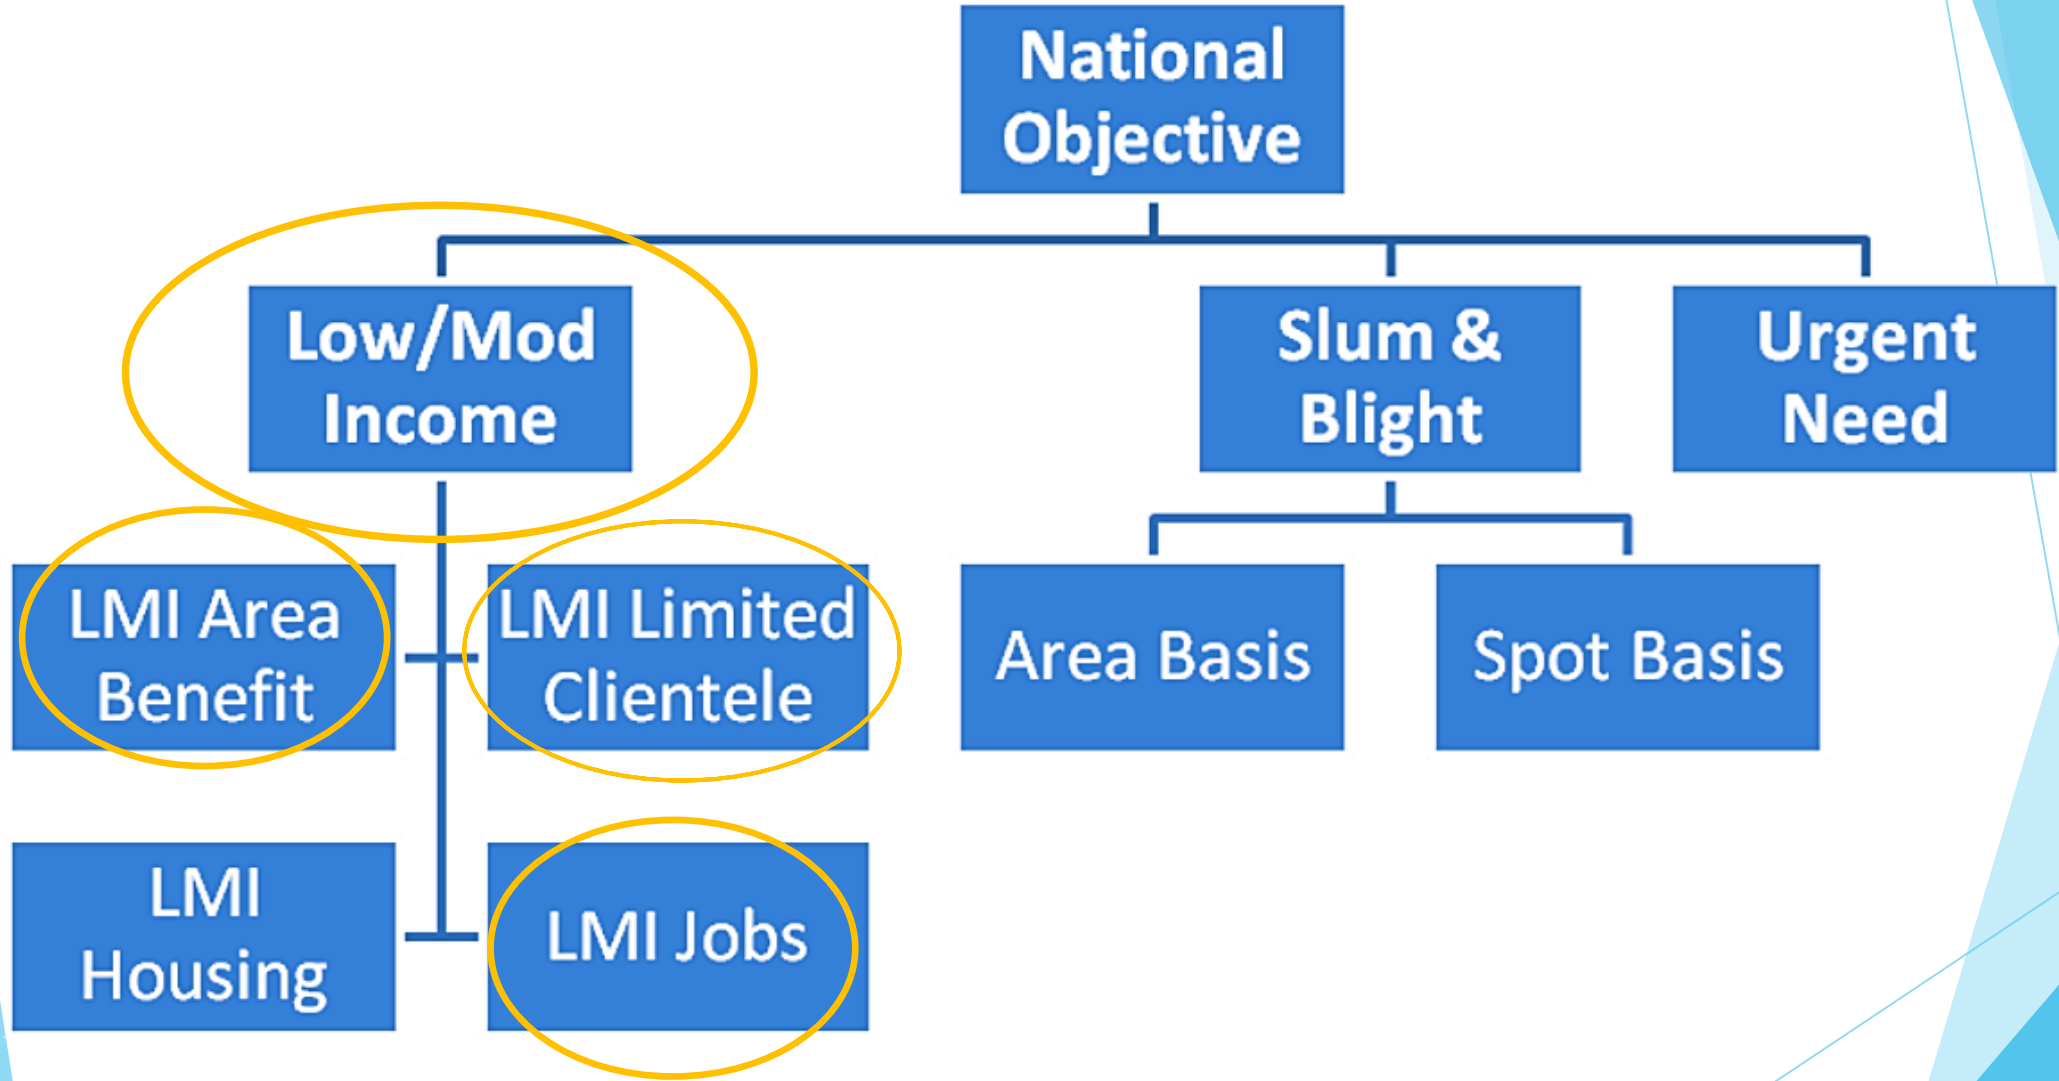 National
Objective
Low/Mod
Income
Slum &
Blight
Urgent
Need
LMI Area
Benefit
LMI Limited
Clientele
Area Basis
Spot Basis
LMI
Housing
LMI Jobs